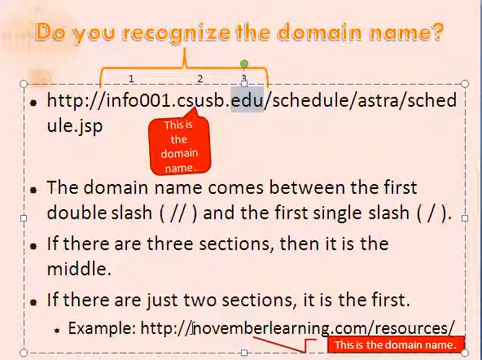 Do you recognize the domain name?
1 2 3
http://info001.csusb.edu/schedule/astra/sched
ule.jsp
This is
the
domain
name.
The domain name comes between the first
double slash ( // ) and the first single slash ( / ).
If there are three sections, then it is the
middle.
If there are just two sections, it is the first.
Example: http://novemberlearning.com/resources/
This is the domain name.